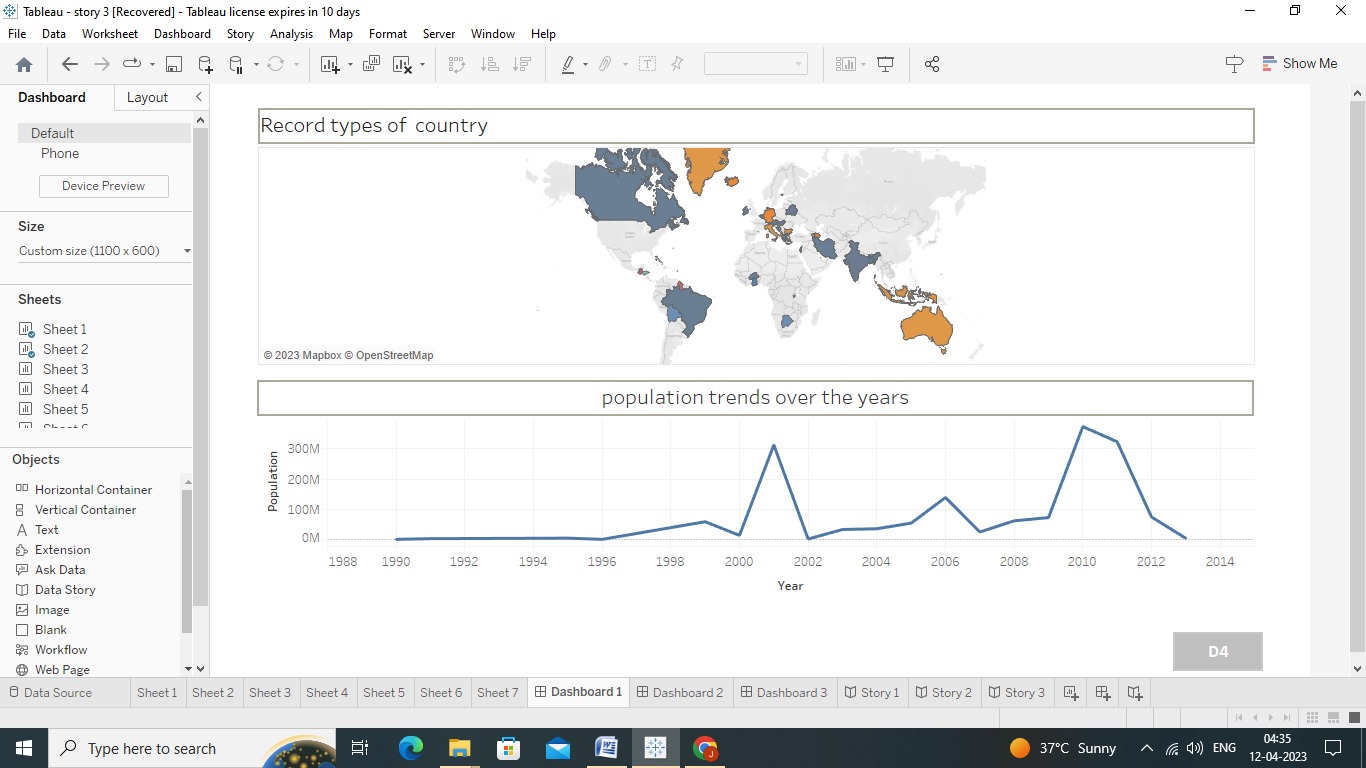 Tableau - story 3 [Recovered] - Tableau license expires in 10 days
File Data Worksheet Dashboard Story Analysis Map Format Server Window Help
Show Me
Dashboard Layout
Default
Phone
Device Preview
Size
Custom size (1100 x 600)
Sheets
Sheet 1
Sheet 2
Sheet 3
Sheet 4
Sheet 5
Objects
Horizontal Container
Vertical Container
Text
Extension
Ask Data
Data Story
Image
Blank
Workflow
Web Page
Record types of country
© 2023 Mapbox © OpenStreetMap
population trends over the years
Population
300M
200M
100M
0M
1988 1990 1992 1994 1996 1998 2000 2002 2004 2006 2008 2010 2012 2014
Year
D4
Data Source Sheet 1 Sheet 2 Sheet 3 Sheet 4 Sheet 5 Sheet 6 Sheet 7 Dashboard 1 Dashboard 2 Dashboard 3 Story 1 Story 2 Story 3
Type here to search
37°C Sunny
ENG
04:35
12-04-2023